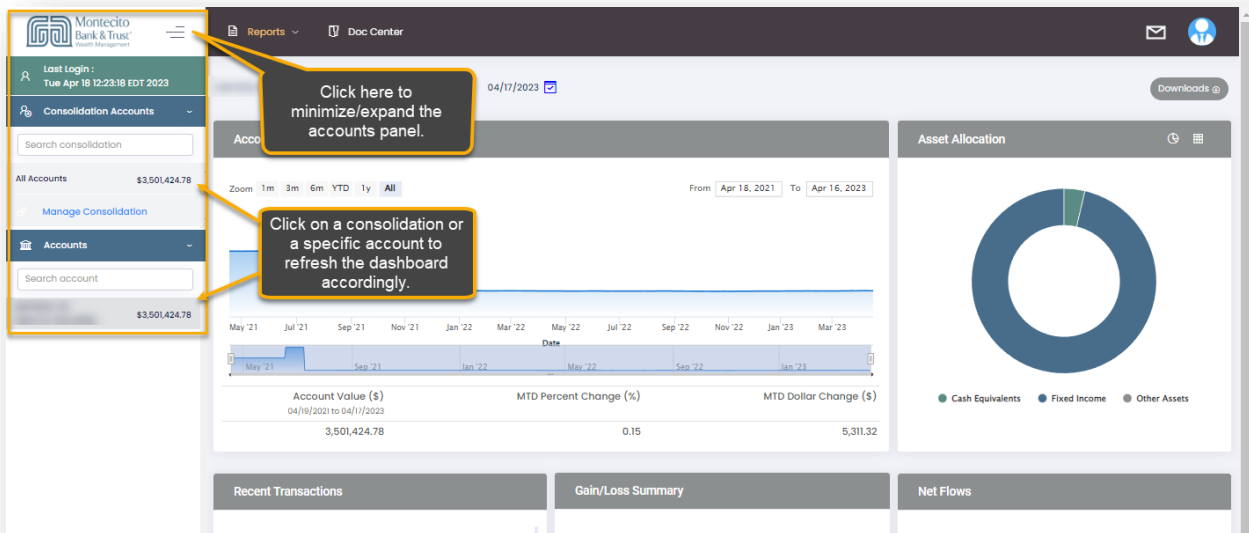 Montecito
Bank & Trust
Wealth Management
Reports
Doc Center
Last Login :
Tue Apr 18 12:23:18 EDT 2023
Consolidation Accounts
Search consolidation
All Accounts $3,501,424.78
Manage Consolidation
Accounts
Search account
$3,501,424.78
Click here to
minimize/expand the
accounts panel.
Click on a consolidation or
a specific account to
refresh the dashboard
accordingly.
04/17/2023
Downloads
Zoom 1m 3m 6m YTD 1y All
From Apr 18, 2021 To Apr 16, 2023
May '21 Jul '21 Sep '21 Nov '21 Jan '22 Mar '22 May '22 Jul '22 Sep '22 Nov '22 Jan '23 Mar '23
Date
May '21 Sep '21 Jan '22 May '22 Sep '22 Jan '23
Account Value ($) MTD Percent Change (%) MTD Dollar Change ($)
04/19/2021 to 04/17/2023
3,501,424.78 0.15 5,311.32
Asset Allocation
Cash Equivalents Fixed Income Other Assets
Recent Transactions
Gain/Loss Summary
Net Flows